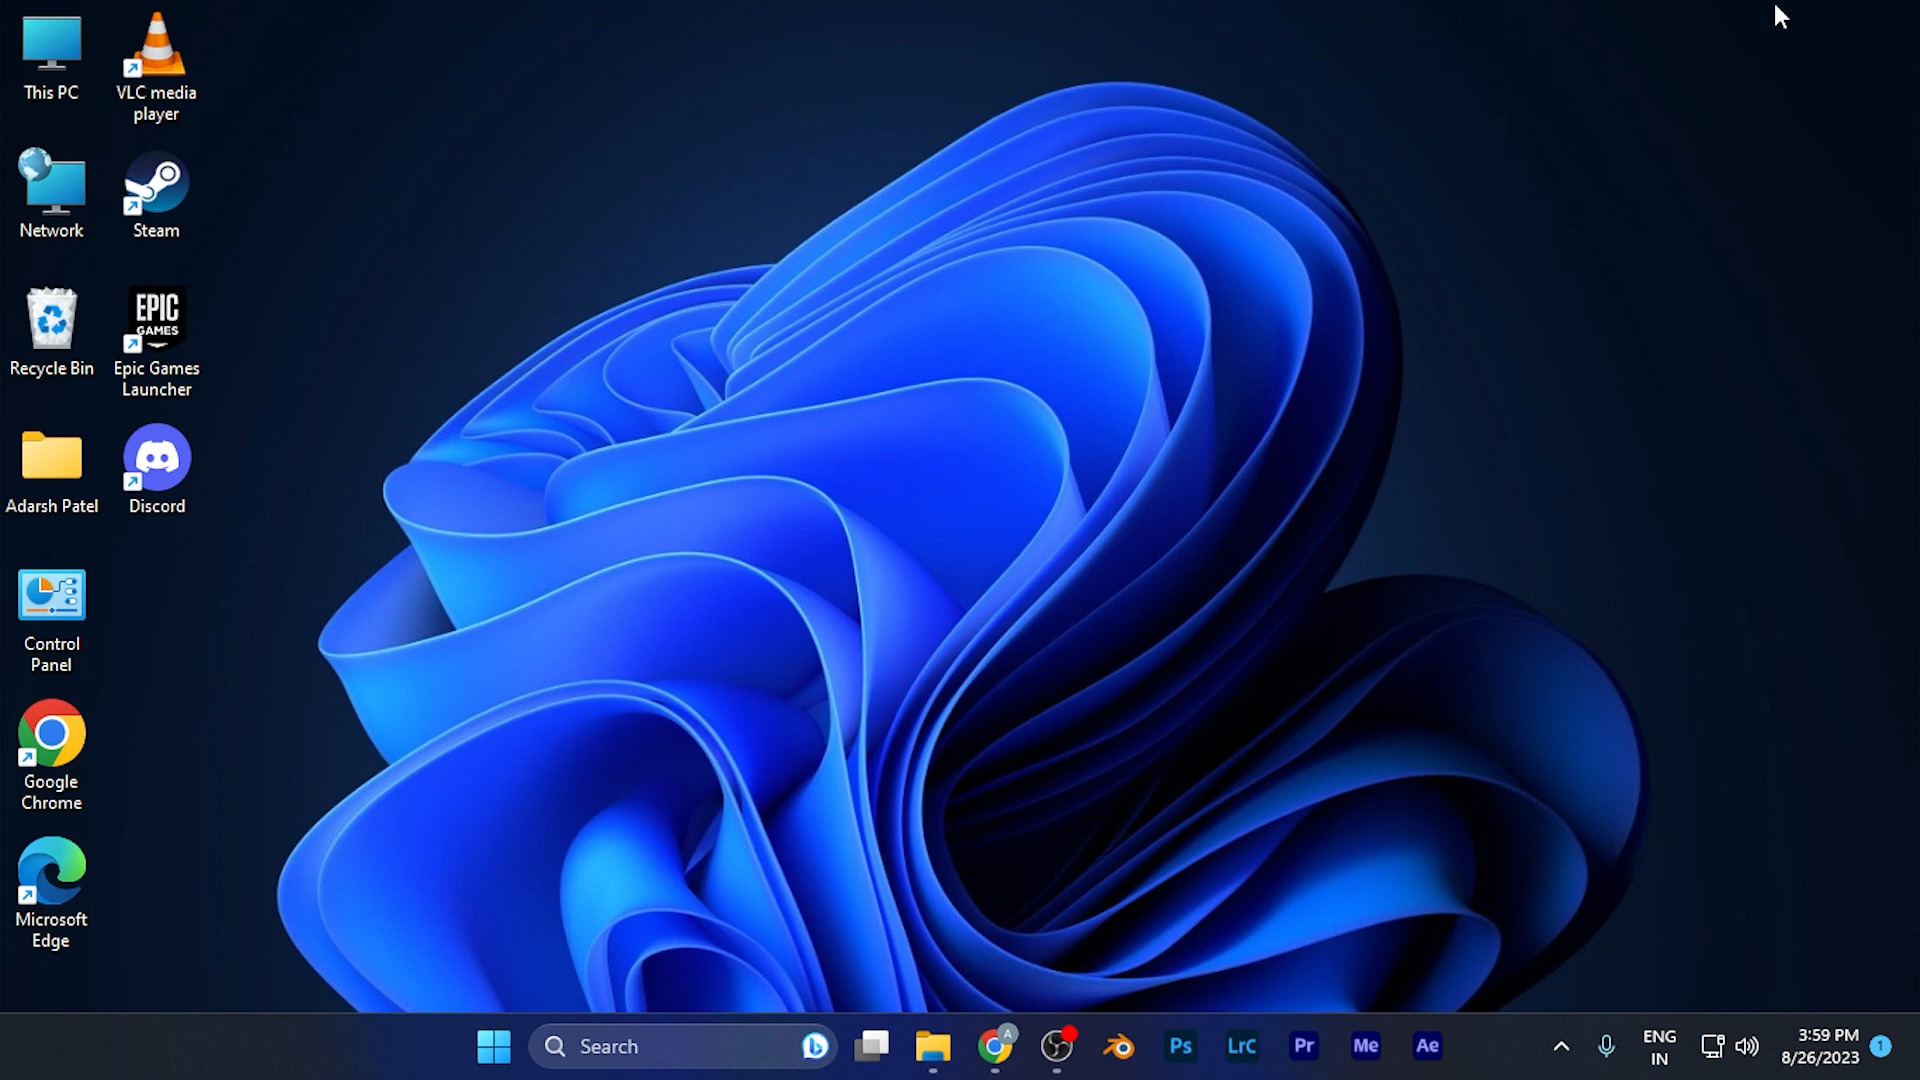 This PC
VLC media
player
Network
Steam
Recycle Bin
EPIC
GAMES
Epic Games
Launcher
Adarsh Patel
Discord
Control
Panel
Google
Chrome
Microsoft
Edge
Search
A
Ps
LrC
Pr
Me
Ae
ENG
IN
3:59 PM
8/26/2023
1